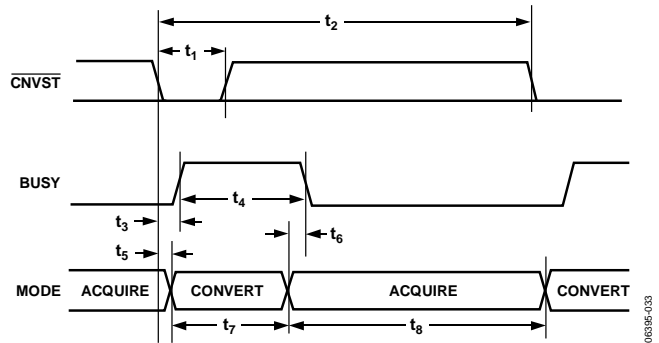 t2
t1
CNVST
BUSY
t4
t3
t6
t5
MODE ACQUIRE CONVERT ACQUIRE CONVERT
t7 t8
06395-033